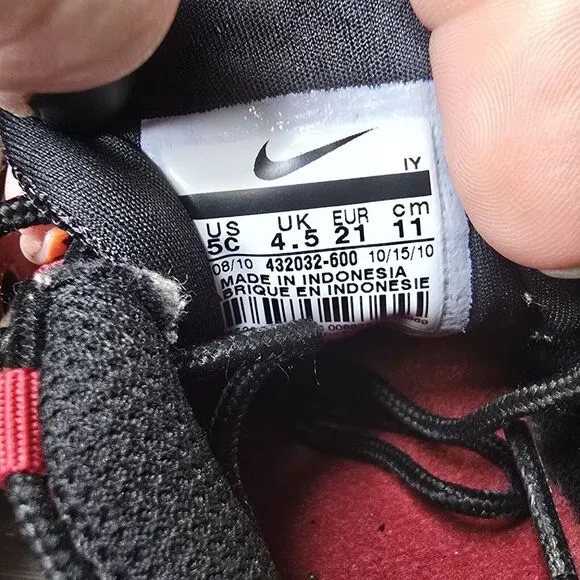 IY
US UK EUR cm
5C 4.5 21 11
08/10 432032-600 10/15/10
MADE IN INDONESIA
BRIQUE EN INDONESIE